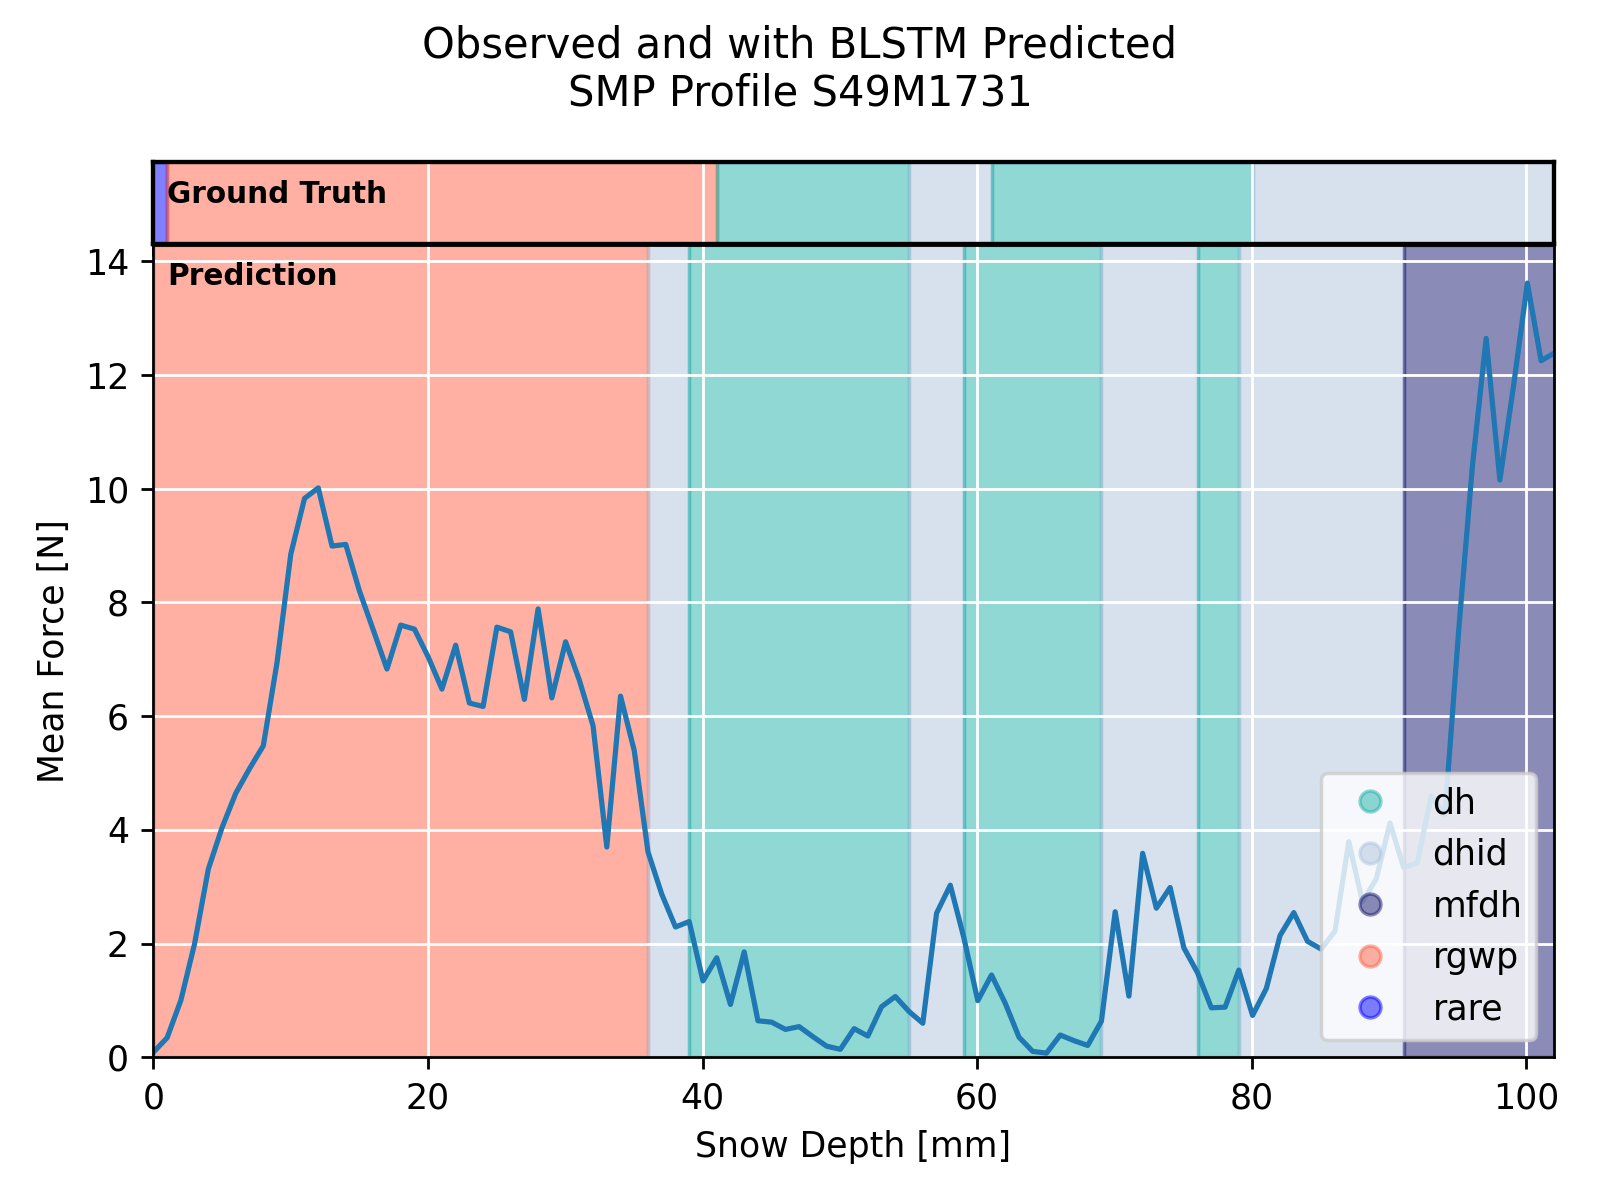 Observed and with BLSTM Predicted
SMP Profile S49M1731
Ground Truth
Prediction
14
12
10
8
6
4
2
0
Mean Force [N]
dh
dhid
mfdh
rgwp
rare
0 20 40 60 80 100
Snow Depth [mm]